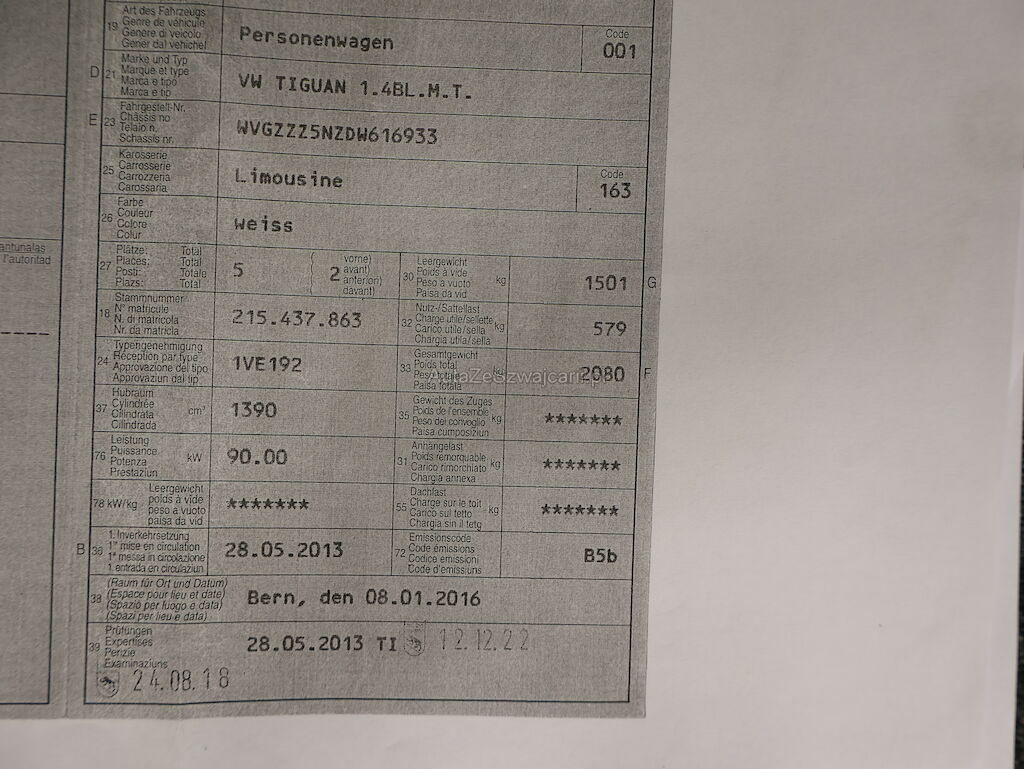 19 Art des Fahrzeugs
Genre de véhicule
Genere di veicolo
Gener dal vehichel
Personenwagen
Code
001
D 21 Marke und Typ
Marque et type
Marca e tipo
Marca e tip
VW TIGUAN 1.4BL.M.T.
E 23 Fahrgestell-Nr.
Châssis no
Telaio n.
Schassis nr.
WVGZZZ5NZDW616933
25 Karosserie
Carrosserie
Carrozzeria
Carossaria
Limousine
Code
163
26 Farbe
Couleur
Colore
Colur
weiss
antunalas
l'autoritad
27 Plätze: Total
Places: Total
Posti: Totale
Plazs: Total
5
2
vorne)
avant)
anteriori)
davant)
30 Leergewicht
Poids à vide
Peso a vuoto
Paisa da vid
kg
1501 G
18 Stammnummer
N° matricule
N. di matricola
Nr. da matricla
215.437.863
32 Nutz-/Sattellast
Charge utile/sellette
Carico utile/sella
Chargia utila/sella
kg
579
24 Typengenehmigung
Réception par type
Approvazione del tipo
Approvaziun dal tip
1VE192
33 Gesamtgewicht
Poids total
Peso totale
Paisa totala
kg
2080 F
37 Hubraum
Cylindrée
Cilindrata
Cilindrada
cm³
1390
35 Gewicht des Zuges
Poids de l'ensemble
Peso del convoglio
Paisa cumposiziun
kg
*******
76 Leistung
Puissance
Potenza
Prestaziun
kW
90.00
31 Anhängelast
Poids remorquable
Carico rimorchiato
Chargia annexa
kg
*******
78 kW/kg
Leergewicht
poids à vide
peso a vuoto
paisa da vid
*******
55 Dachlast
Charge sur le toit
Carico sul tetto
Chargia sin il tetg
kg
*******
B 36 1. Inverkehrsetzung
1re mise en circulation
1a messa in circolazione
1. entrada en circulaziun
28.05.2013
72 Emissionscode
Code émissions
Codice emissioni
Code d'emissiuns
B5b
38 (Raum für Ort und Datum)
(Espace pour lieu et date)
(Spazio per luogo e data)
(Spazi per lieu e data)
Bern, den 08.01.2016
39 Prüfungen
Expertises
Perizie
Examinaziuns
28.05.2013 TI 12.12.22
24.08.18